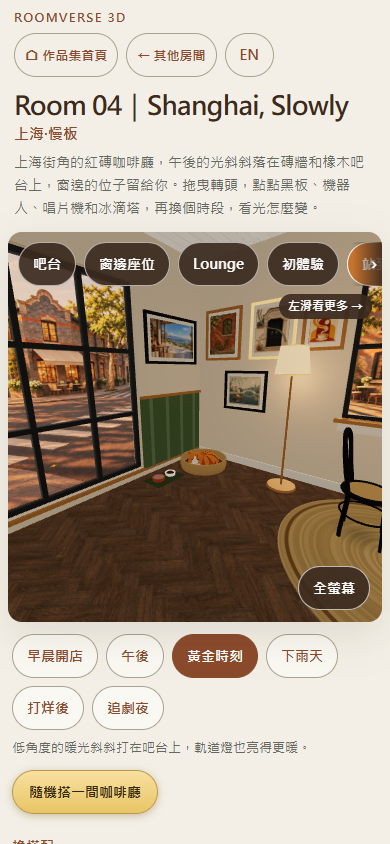 ROOMVERSE 3D
作品集首頁
← 其他房間
EN
Room 04｜Shanghai, Slowly
上海·慢板
上海街角的紅磚咖啡廳，午後的光斜斜落在磚牆和橡木吧
台上，窗邊的位子留給你。拖曳轉頭，點點黑板、機器
人、唱片機和冰滴塔，再換個時段，看光怎麼變。
吧台
窗邊座位
Lounge
初體驗
左滑看更多 →
全螢幕
早晨開店
午後
黃金時刻
下雨天
打烊後
追劇夜
低角度的暖光斜斜打在吧台上，軌道燈也亮得更暖。
隨機搭一間咖啡廳